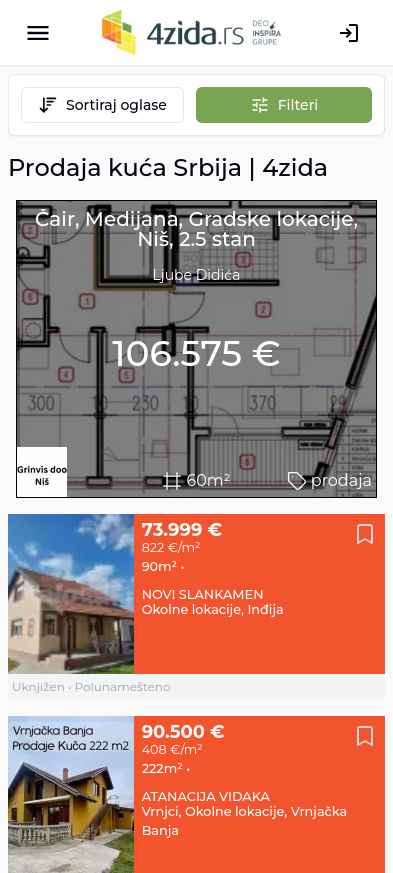 4zida.rs
DEO
INSPIRA
GRUPE
Sortiraj oglase
Filteri
Prodaja kuća Srbija | 4zida
Čair, Medijana, Gradske lokacije,
Niš, 2.5 stan
Ljube Didića
106.575 €
300
10
230
10
370
29
Grinvis doo
Niš
60m²
prodaja
73.999 €
822 €/m²
90m² •
NOVI SLANKAMEN
Okolne lokacije, Inđija
Uknjižen • Polunamešteno
Vrnjačka Banja
Prodaje Kuča 222 m2
90.500 €
408 €/m²
222m² •
ATANACIJA VIDAKA
Vrnjci, Okolne lokacije, Vrnjačka
Banja